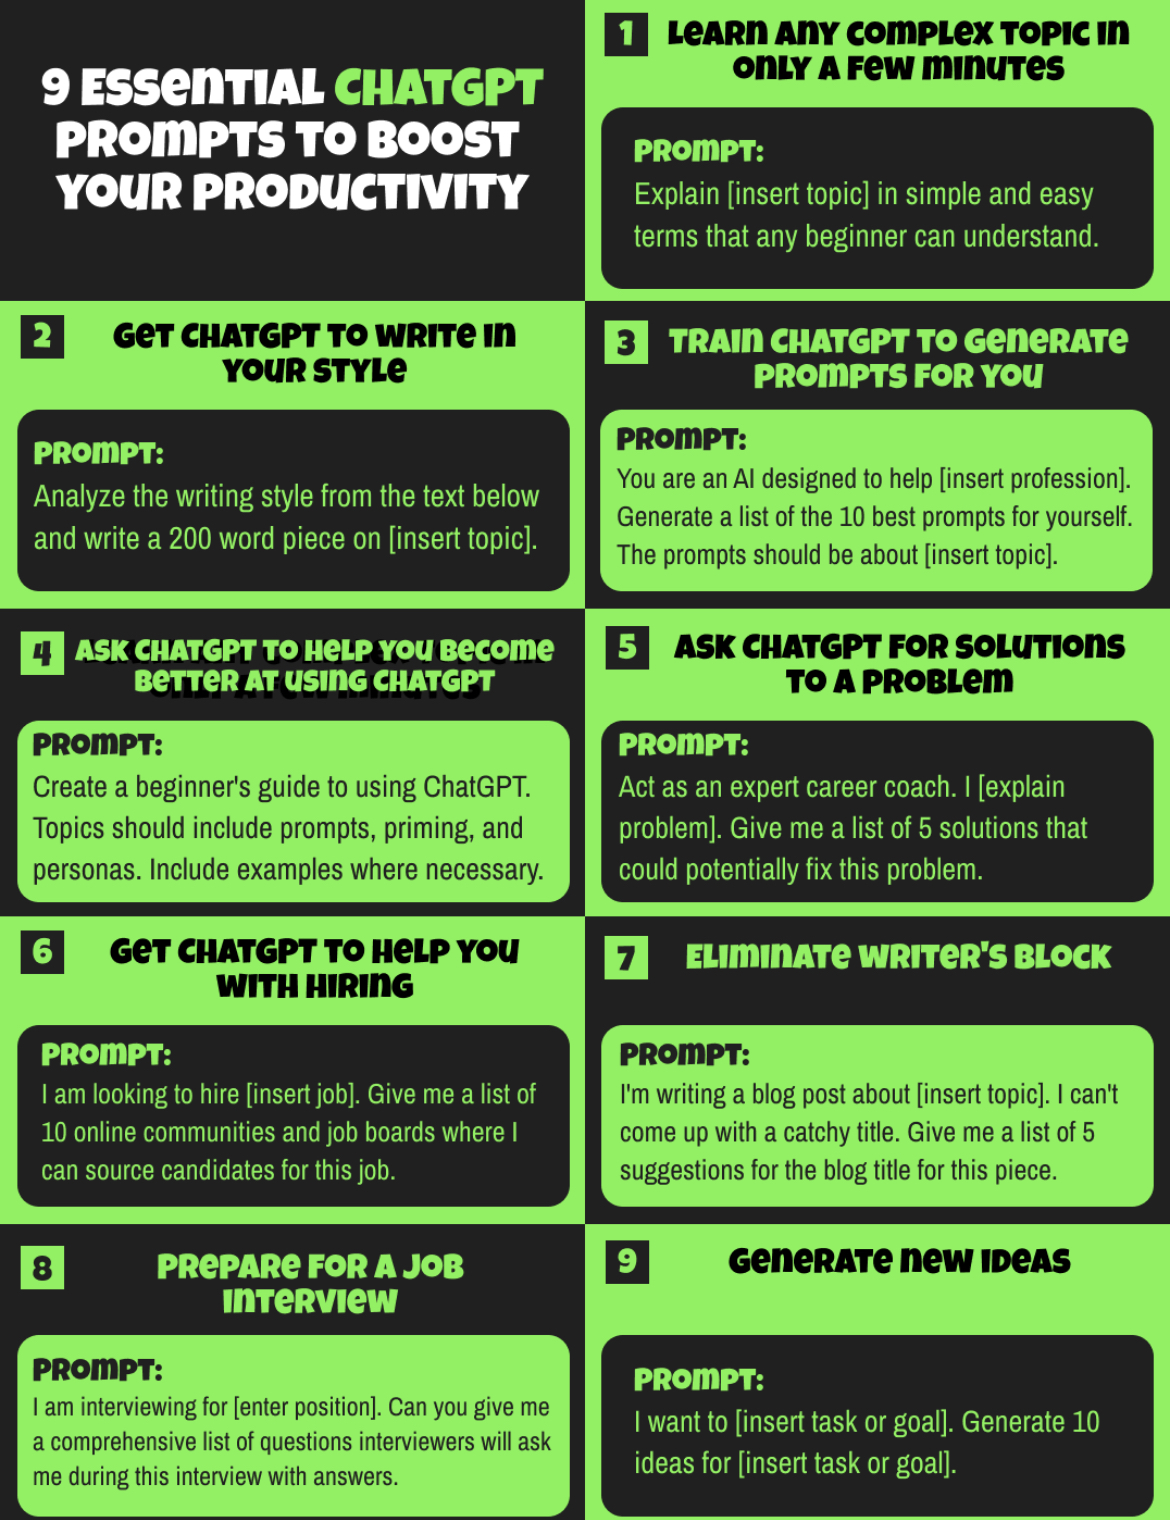 9 ESSENTIAL CHATGPT
PROMPTS TO BOOST
YOUR PRODUCTIVITY
1
LEARN ANY COMPLEX TOPIC IN
ONLY A FEW MINUTES
PROMPT:
Explain [insert topic] in simple and easy
terms that any beginner can understand.
2
GET CHATGPT TO WRITE IN
YOUR STYLE
PROMPT:
Analyze the writing style from the text below
and write a 200 word piece on [insert topic].
3
TRAIN CHATGPT TO GENERATE
PROMPTS FOR YOU
PROMPT:
You are an AI designed to help [insert profession].
Generate a list of the 10 best prompts for yourself.
The prompts should be about [insert topic].
4
ASK CHATGPT TO HELP YOU BECOME
BETTER AT USING CHATGPT
PROMPT:
Create a beginner's guide to using ChatGPT.
Topics should include prompts, priming, and
personas. Include examples where necessary.
5
ASK CHATGPT FOR SOLUTIONS
TO A PROBLEM
PROMPT:
Act as an expert career coach. I [explain
problem]. Give me a list of 5 solutions that
could potentially fix this problem.
6
GET CHATGPT TO HELP YOU
WITH HIRING
PROMPT:
I am looking to hire [insert job]. Give me a list of
10 online communities and job boards where I
can source candidates for this job.
7
ELIMINATE WRITER'S BLOCK
PROMPT:
I'm writing a blog post about [insert topic]. I can't
come up with a catchy title. Give me a list of 5
suggestions for the blog title for this piece.
8
PREPARE FOR A JOB
INTERVIEW
PROMPT:
I am interviewing for [enter position]. Can you give me
a comprehensive list of questions interviewers will ask
me during this interview with answers.
9
GENERATE NEW IDEAS
PROMPT:
I want to [insert task or goal]. Generate 10
ideas for [insert task or goal].